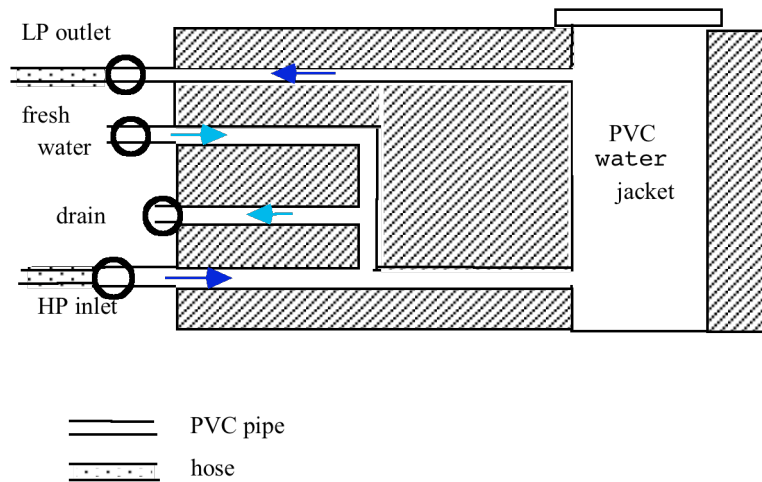 LP outlet
fresh
water
drain
HP inlet
PVC
water
jacket
PVC pipe
hose